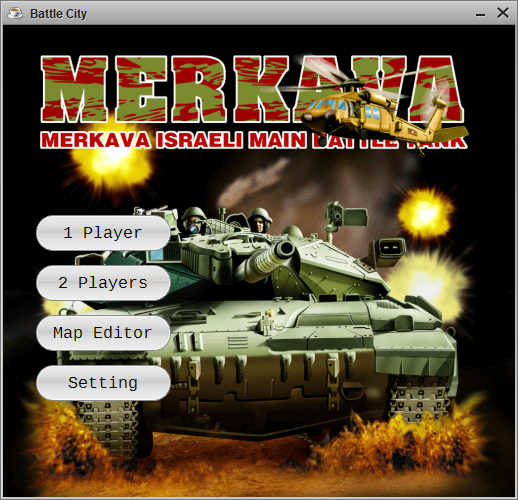 Battle City
MERKAVA
MERKAVA ISRAELI MAIN BATTLE TANK
1 Player
2 Players
Map Editor
Setting